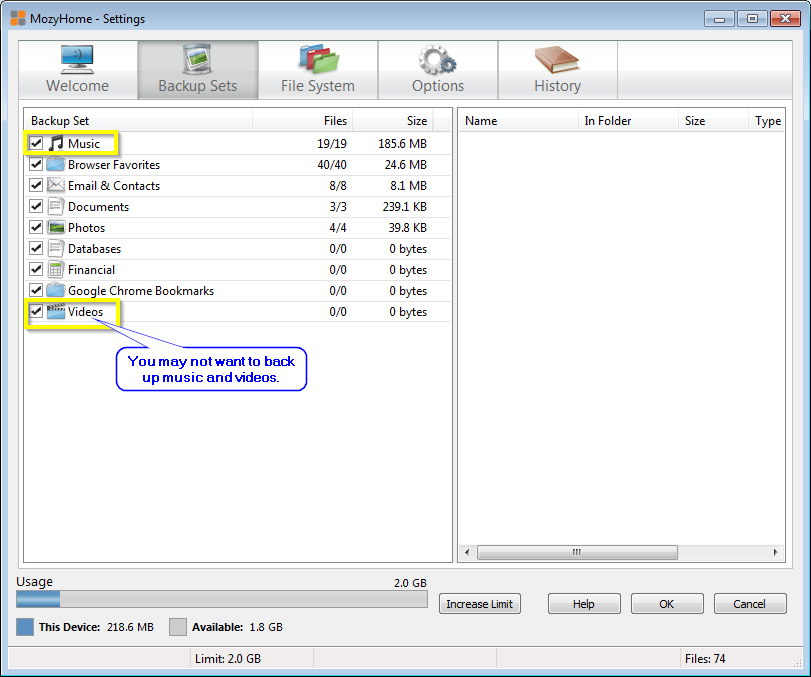 MozyHome - Settings
Welcome
Backup Sets
File System
Options
History
Backup Set Files Size
Music 19/19 185.6 MB
Browser Favorites 40/40 24.6 MB
Email & Contacts 8/8 8.1 MB
Documents 3/3 239.1 KB
Photos 4/4 39.8 KB
Databases 0/0 0 bytes
Financial 0/0 0 bytes
Google Chrome Bookmarks 0/0 0 bytes
Videos 0/0 0 bytes
You may not want to back
up music and videos.
Name In Folder Size Type
Usage 2.0 GB
This Device: 218.6 MB Available: 1.8 GB
Increase Limit
Help
OK
Cancel
Limit: 2.0 GB
Files: 74